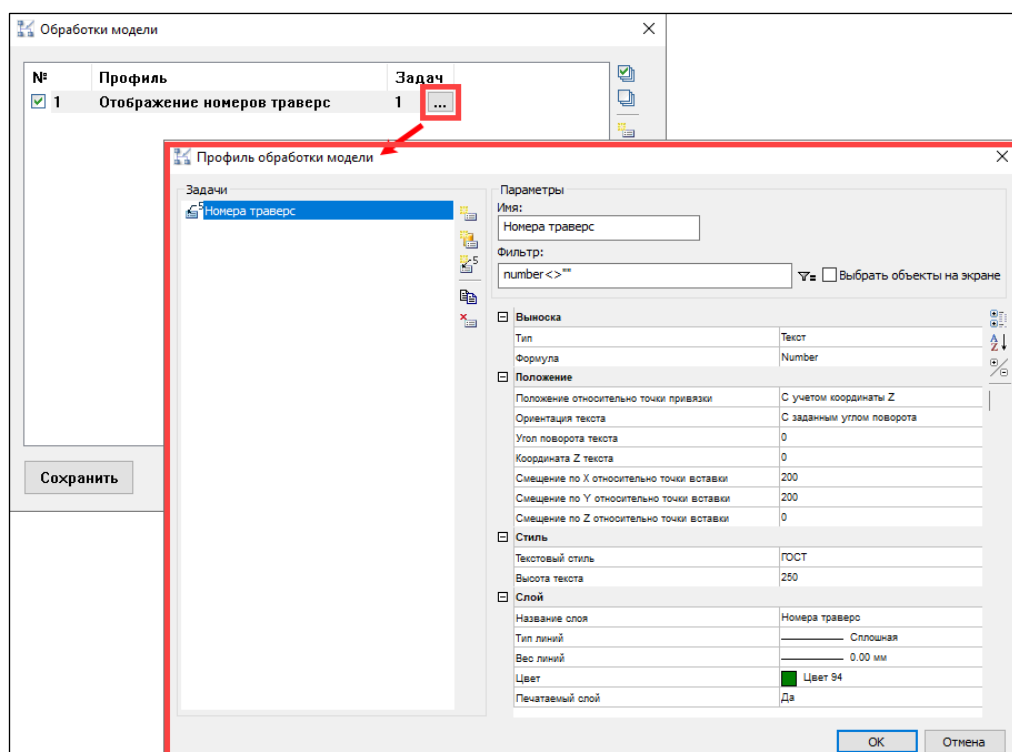 Обработки модели
№ Профиль Задач
1 Отображение номеров траверс 1 ...
Профиль обработки модели
Задачи
Номера траверс
Параметры
Имя:
Номера траверс
Фильтр:
number<>""
Выбрать объекты на экране
Выноска
Тип Текст
Формула Number
Положение
Положение относительно точки привязки С учетом координаты Z
Ориентация текста С заданным углом поворота
Угол поворота текста 0
Координата Z текста 0
Смещение по X относительно точки вставки 200
Смещение по Y относительно точки вставки 200
Смещение по Z относительно точки вставки 0
Стиль
Текстовый стиль ГОСТ
Высота текста 250
Слой
Название слоя Номера траверс
Тип линий Сплошная
Вес линий 0.00 мм
Цвет Цвет 94
Печатаемый слой Да
Сохранить
OK Отмена